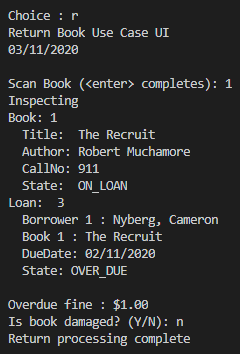 Choice : r
Return Book Use Case UI
03/11/2020
Scan Book (<enter> completes): 1
Inspecting
Book: 1
Title:  The Recruit
Author: Robert Muchamore
CallNo: 911
State:  ON_LOAN
Loan:  3
Borrower 1 : Nyberg, Cameron
Book 1 : The Recruit
DueDate: 02/11/2020
State: OVER_DUE
Overdue fine : $1.00
Is book damaged? (Y/N): n
Return processing complete